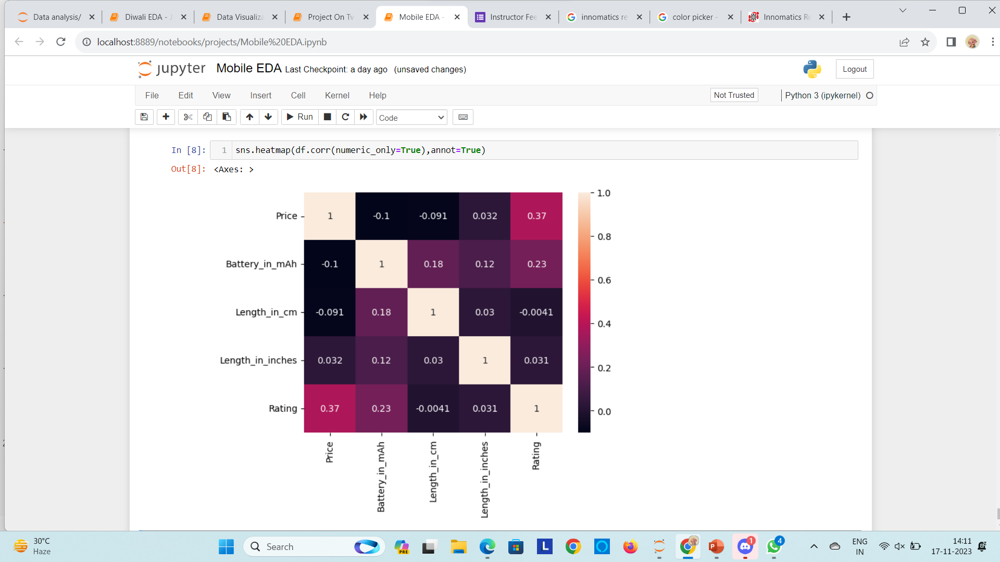 Data analysis/
Diwali EDA - J
Data Visualiza
Project On Tv
Mobile EDA -
Instructor Fee
innomatics re
color picker -
Innomatics Re
localhost:8889/notebooks/projects/Mobile%20EDA.ipynb
jupyter Mobile EDA Last Checkpoint: a day ago (unsaved changes)
Logout
File Edit View Insert Cell Kernel Help
Not Trusted
Python 3 (ipykernel)
Run
Code
In [8]: 1 sns.heatmap(df.corr(numeric_only=True),annot=True)
Out[8]: <Axes: >
Price 1 -0.1 -0.091 0.032 0.37
Battery_in_mAh -0.1 1 0.18 0.12 0.23
Length_in_cm -0.091 0.18 1 0.03 -0.0041
Length_in_inches 0.032 0.12 0.03 1 0.031
Rating 0.37 0.23 -0.0041 0.031 1
Price
Battery_in_mAh
Length_in_cm
Length_in_inches
Rating
1.0
0.8
0.6
0.4
0.2
0.0
30°C
Haze
Search
PRE
L
P
1
4
ENG
IN
14:11
17-11-2023